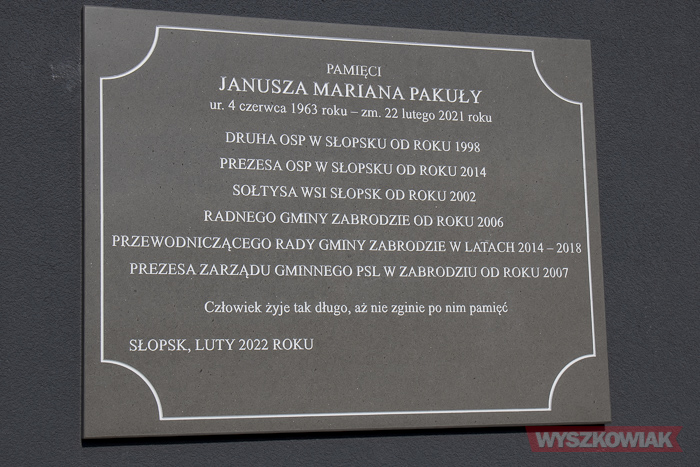 PAMIĘCI
JANUSZA MARIANA PAKUŁY
ur. 4 czerwca 1963 roku – zm. 22 lutego 2021 roku
DRUHA OSP W SŁOPSKU OD ROKU 1998
PREZESA OSP W SŁOPSKU OD ROKU 2014
SOŁTYSA WSI SŁOPSK OD ROKU 2002
RADNEGO GMINY ZABRODZIE OD ROKU 2006
PRZEWODNICZĄCEGO RADY GMINY ZABRODZIE W LATACH 2014 – 2018
PREZESA ZARZĄDU GMINNEGO PSL W ZABRODZIU OD ROKU 2007
Człowiek żyje tak długo, aż nie zginie po nim pamięć
SŁOPSK, LUTY 2022 ROKU
WYSZKOWIAK